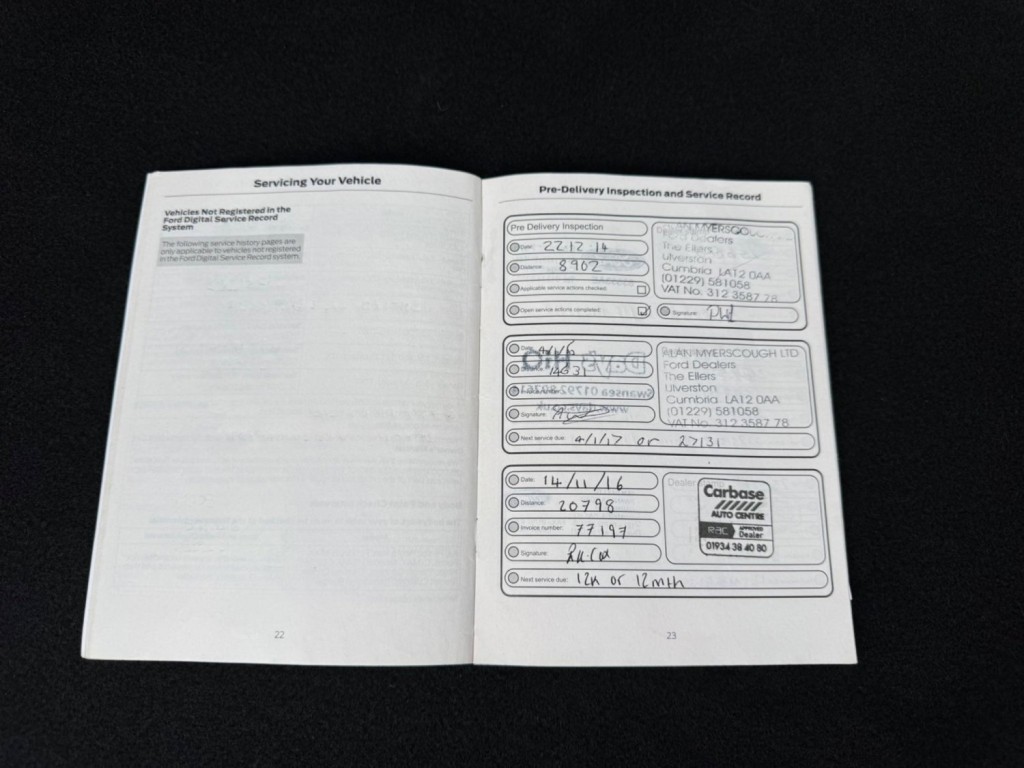 Servicing Your Vehicle
Vehicles Not Registered in the
Ford Digital Service Record
System
The following service history pages are
only applicable to vehicles not registered
in the Ford Digital Service Record system.
22
Pre-Delivery Inspection and Service Record
Pre Delivery Inspection
Date: 22 12 14
Distance: 8902
Applicable service actions checked:
Open service actions completed:
MYERSCO
Dealers
The Ellers
Ulverston
Cumbria LA12 0AA
(01229) 581058
VAT No. 312 3587 78
Signature:
Date:
14631
Signature:
Next service due: 4/1/17 or 27131
ALAN MYERSCOUGH LTD
Ford Dealers
The Ellers
Ulverston
Cumbria LA12 0AA
(01229) 581058
VAT No. 312 3587 78
Date: 14/11/16
Distance: 20798
Invoice number: 77197
Signature:
Next service due: 12k or 12mth
Dealer
Carbase
AUTO CENTRE
RAC APPROVED Dealer
01934 38 40 80
23